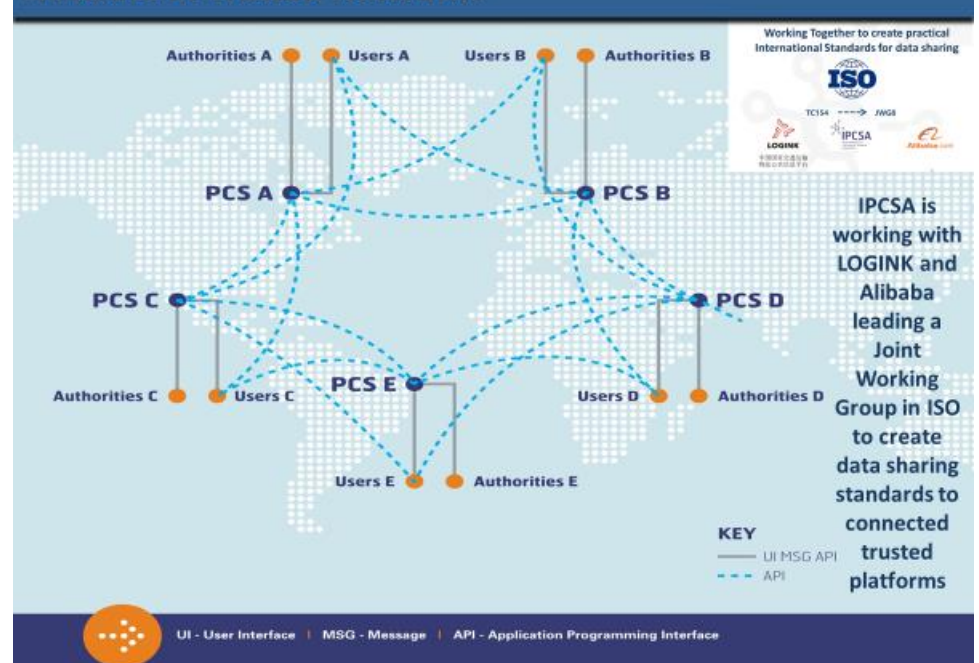 Working Together to create practical
International Standards for data sharing
Authorities A
Users A
Users B
Authorities B
ISO
TC154
JWG8
LOGINK
IPCSA
Alibaba.com
PCS A
PCS B
IPCSA is
working with
LOGINK and
Alibaba
leading a
Joint
Working
Group in ISO
to create
data sharing
standards to
connected
trusted
platforms
PCS C
PCS D
PCS E
Authorities C
Users C
Users D
Authorities D
Users E
Authorities E
KEY
UI MSG API
API
UI - User Interface | MSG - Message | API - Application Programming Interface